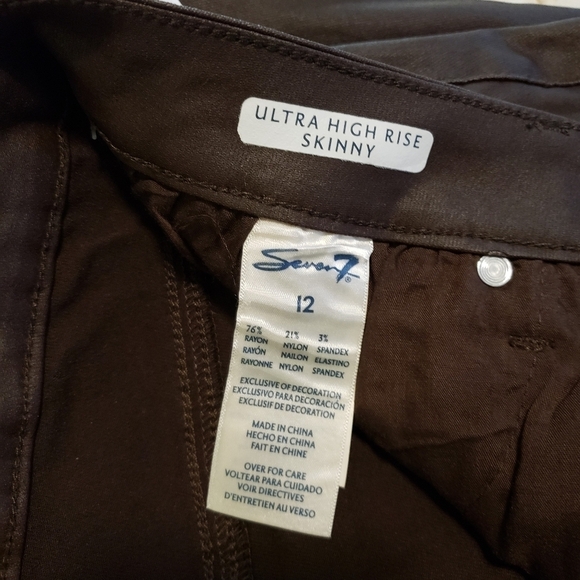 ULTRA HIGH RISE
SKINNY
Seven7®
12
76% 21% 3%
RAYON NYLON SPANDEX
RAYÓN NAILON ELASTINO
RAYONNE NYLON SPANDEX
EXCLUSIVE OF DECORATION
EXCLUSIVO PARA DECORACIÓN
EXCLUSIF DE DECORATION
MADE IN CHINA
HECHO EN CHINA
FAIT EN CHINE
OVER FOR CARE
VOLTEAR PARA CUIDADO
VOIR DIRECTIVES
D'ENTRETIEN AU VERSO